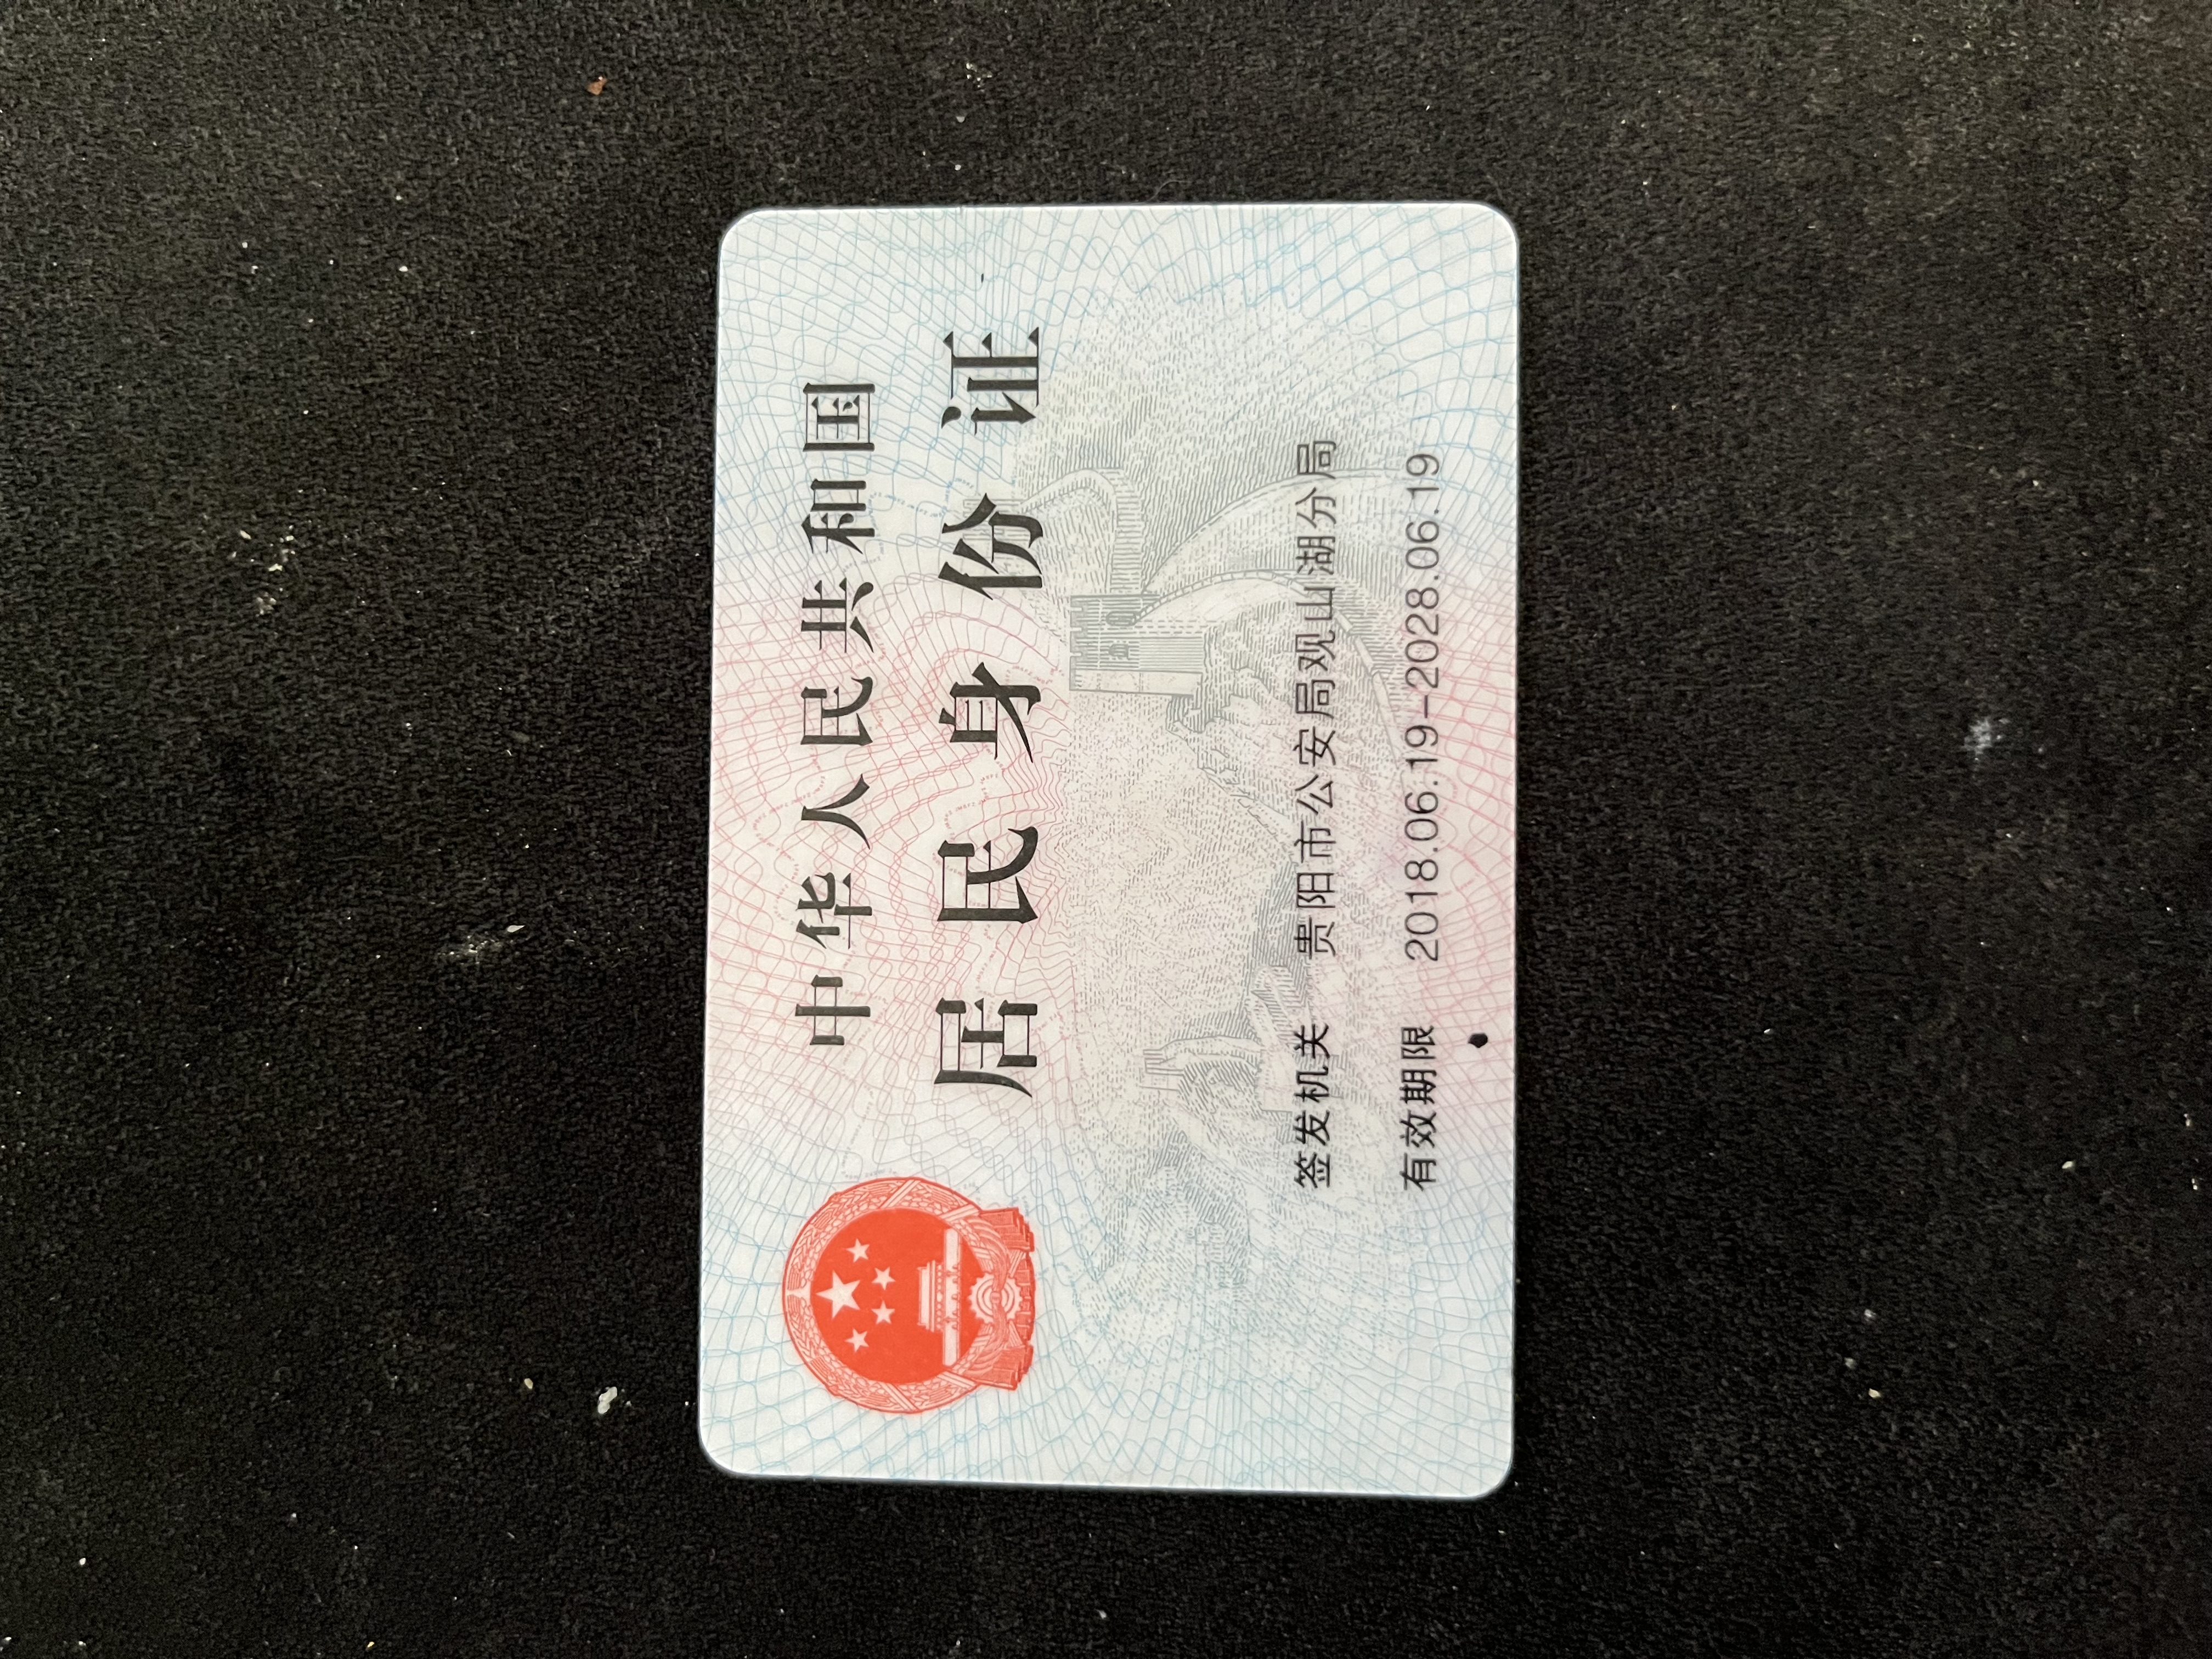 中华人民共和国
居民身份证
签发机关 贵阳市公安局观山湖分局
有效期限 2018.06.19-2028.06.19